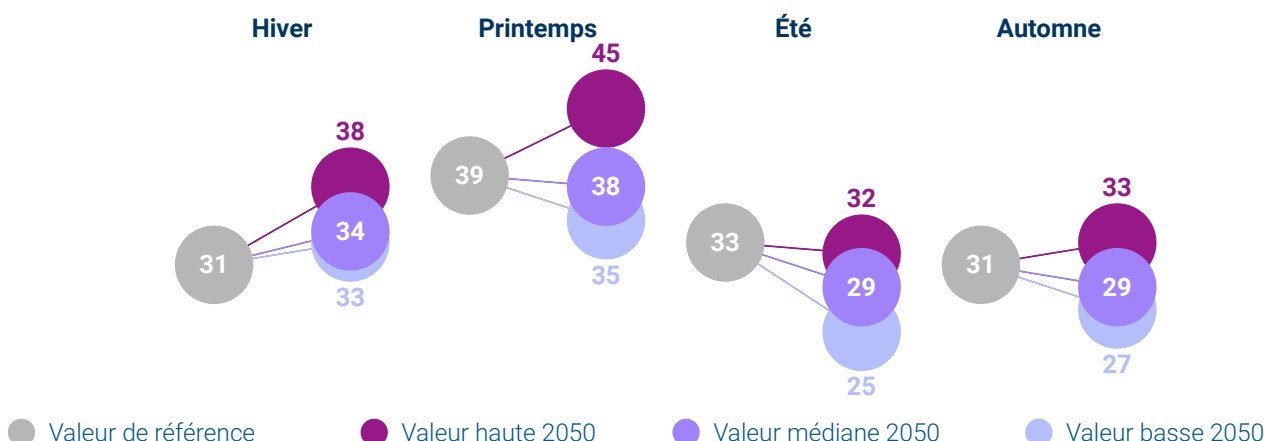 Hiver
Printemps
Été
Automne
31
38
34
33
39
45
38
35
33
32
29
25
31
33
29
27
Valeur de référence
Valeur haute 2050
Valeur médiane 2050
Valeur basse 2050